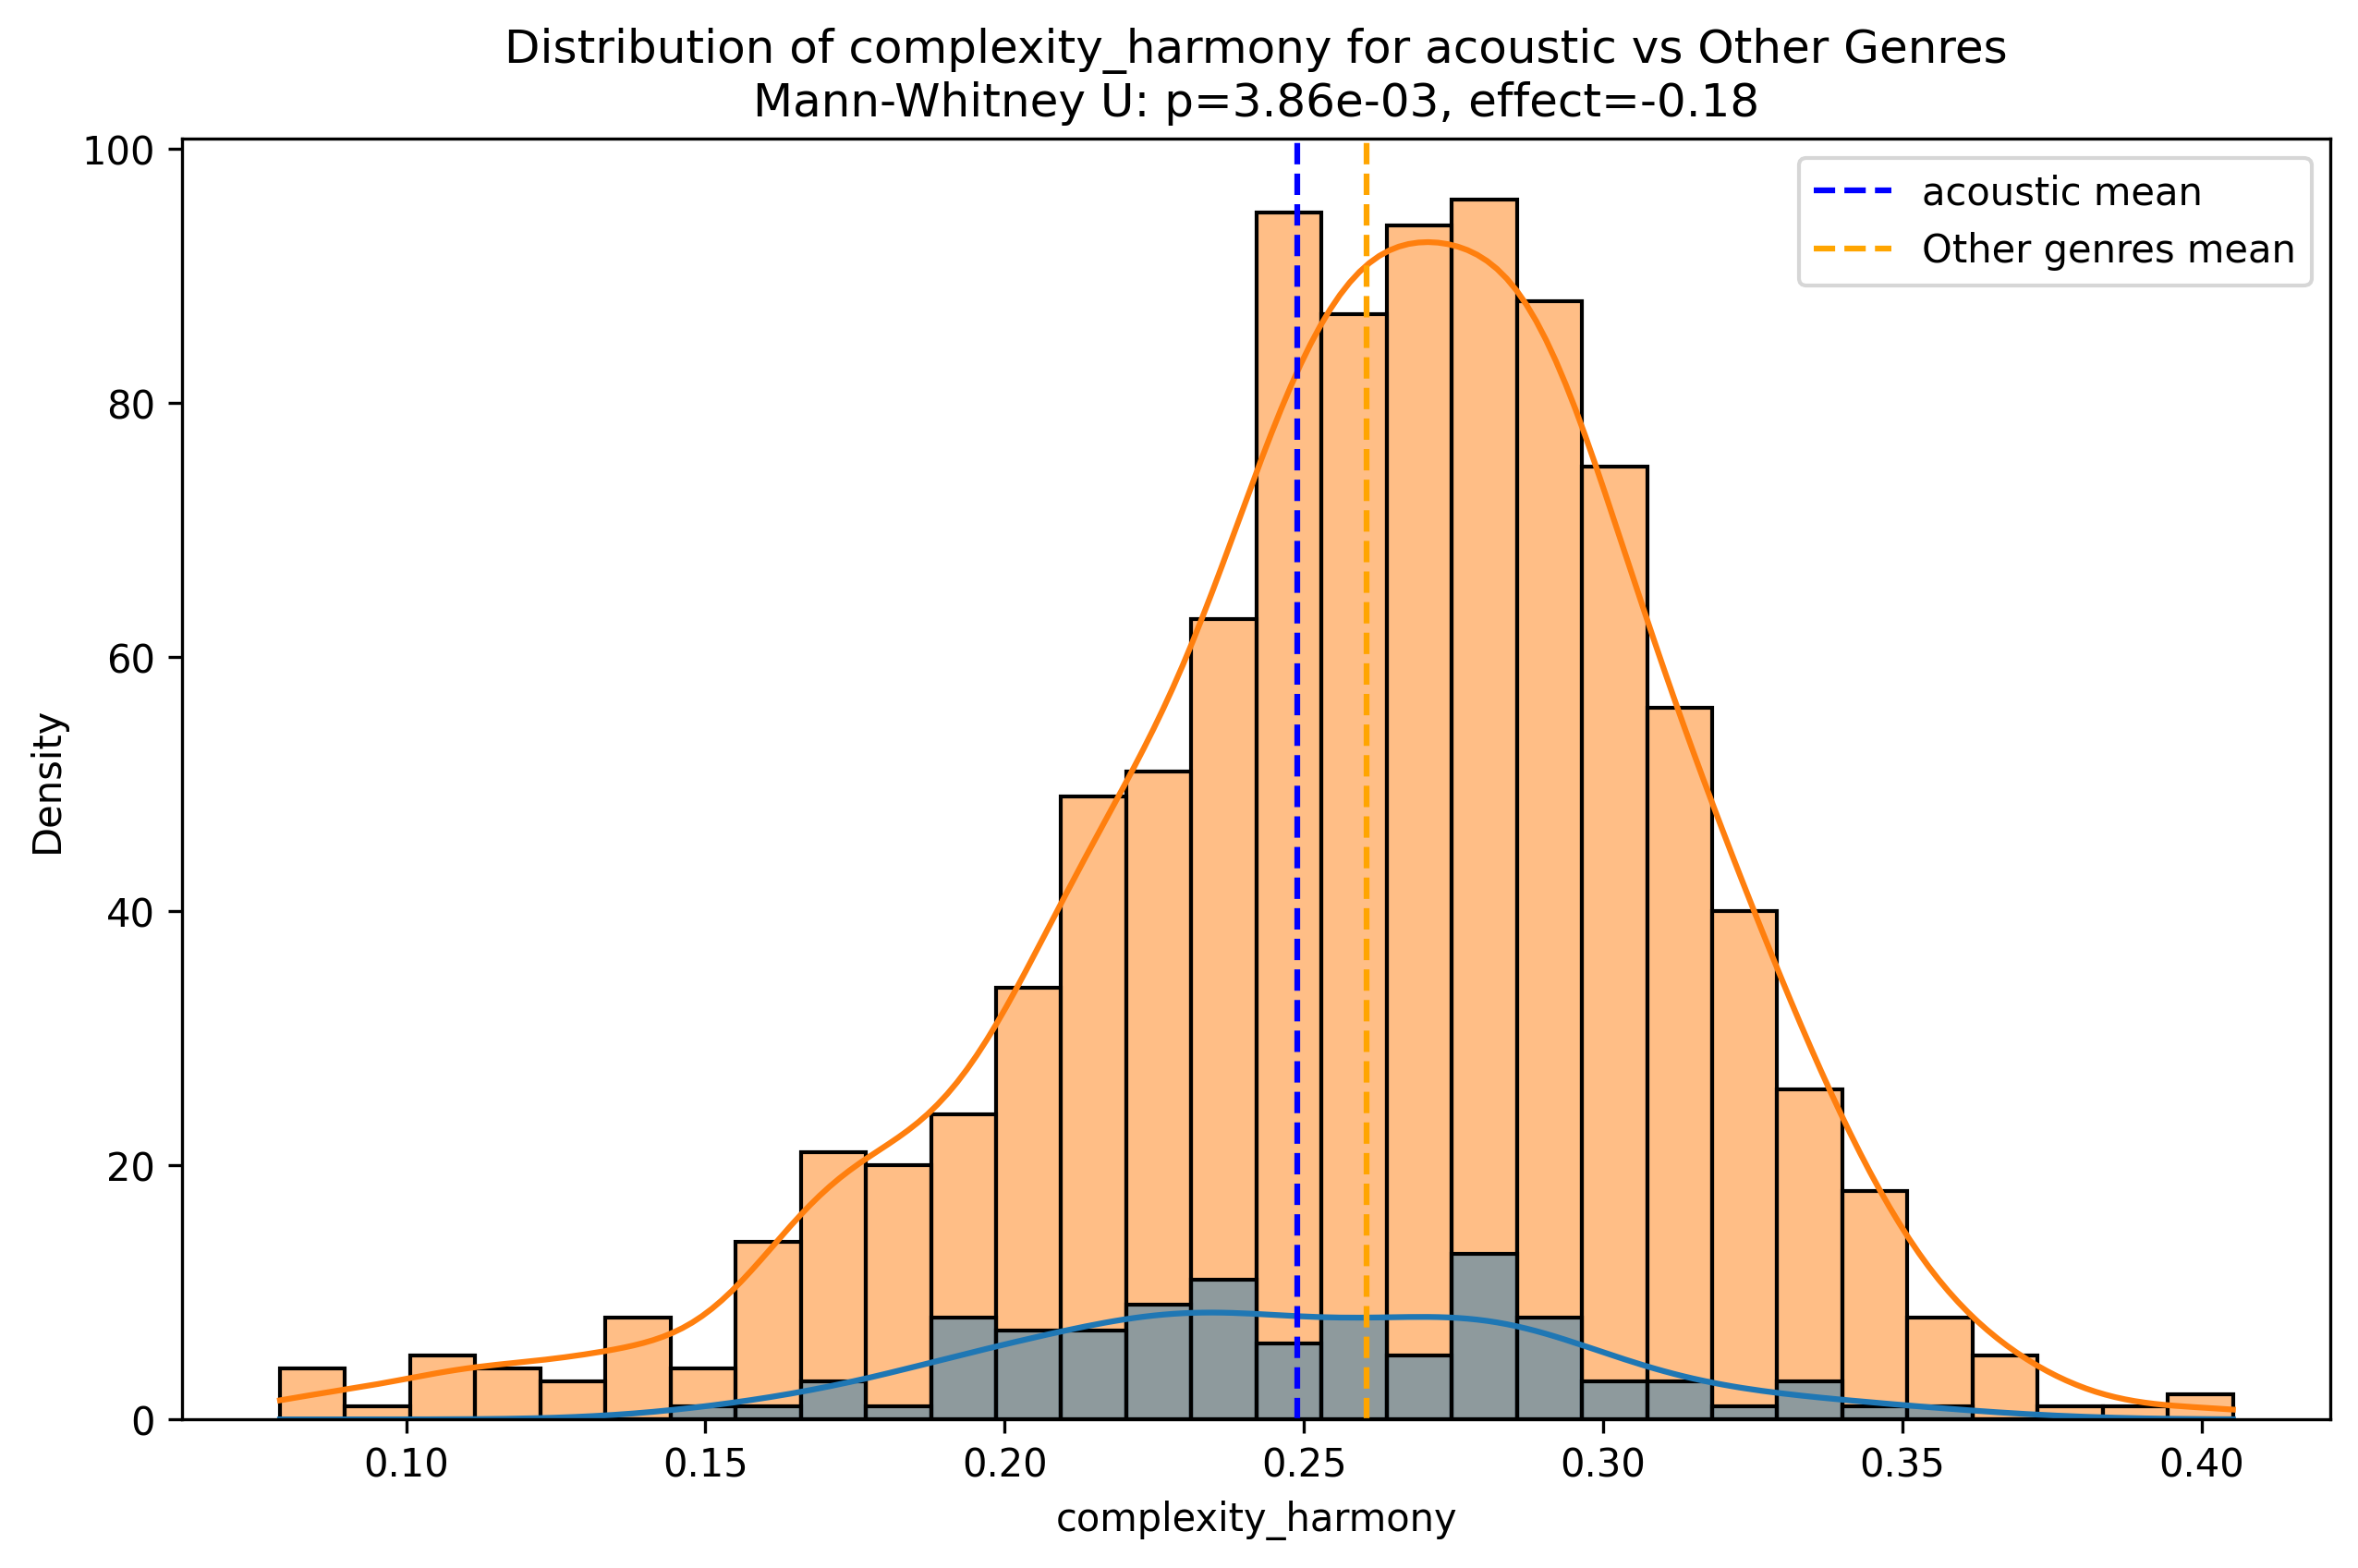 Distribution of complexity_harmony for acoustic vs Other Genres
Mann-Whitney U: p=3.86e-03, effect=-0.18
acoustic mean
Other genres mean
Density
100
80
60
40
20
0
0.10 0.15 0.20 0.25 0.30 0.35 0.40
complexity_harmony